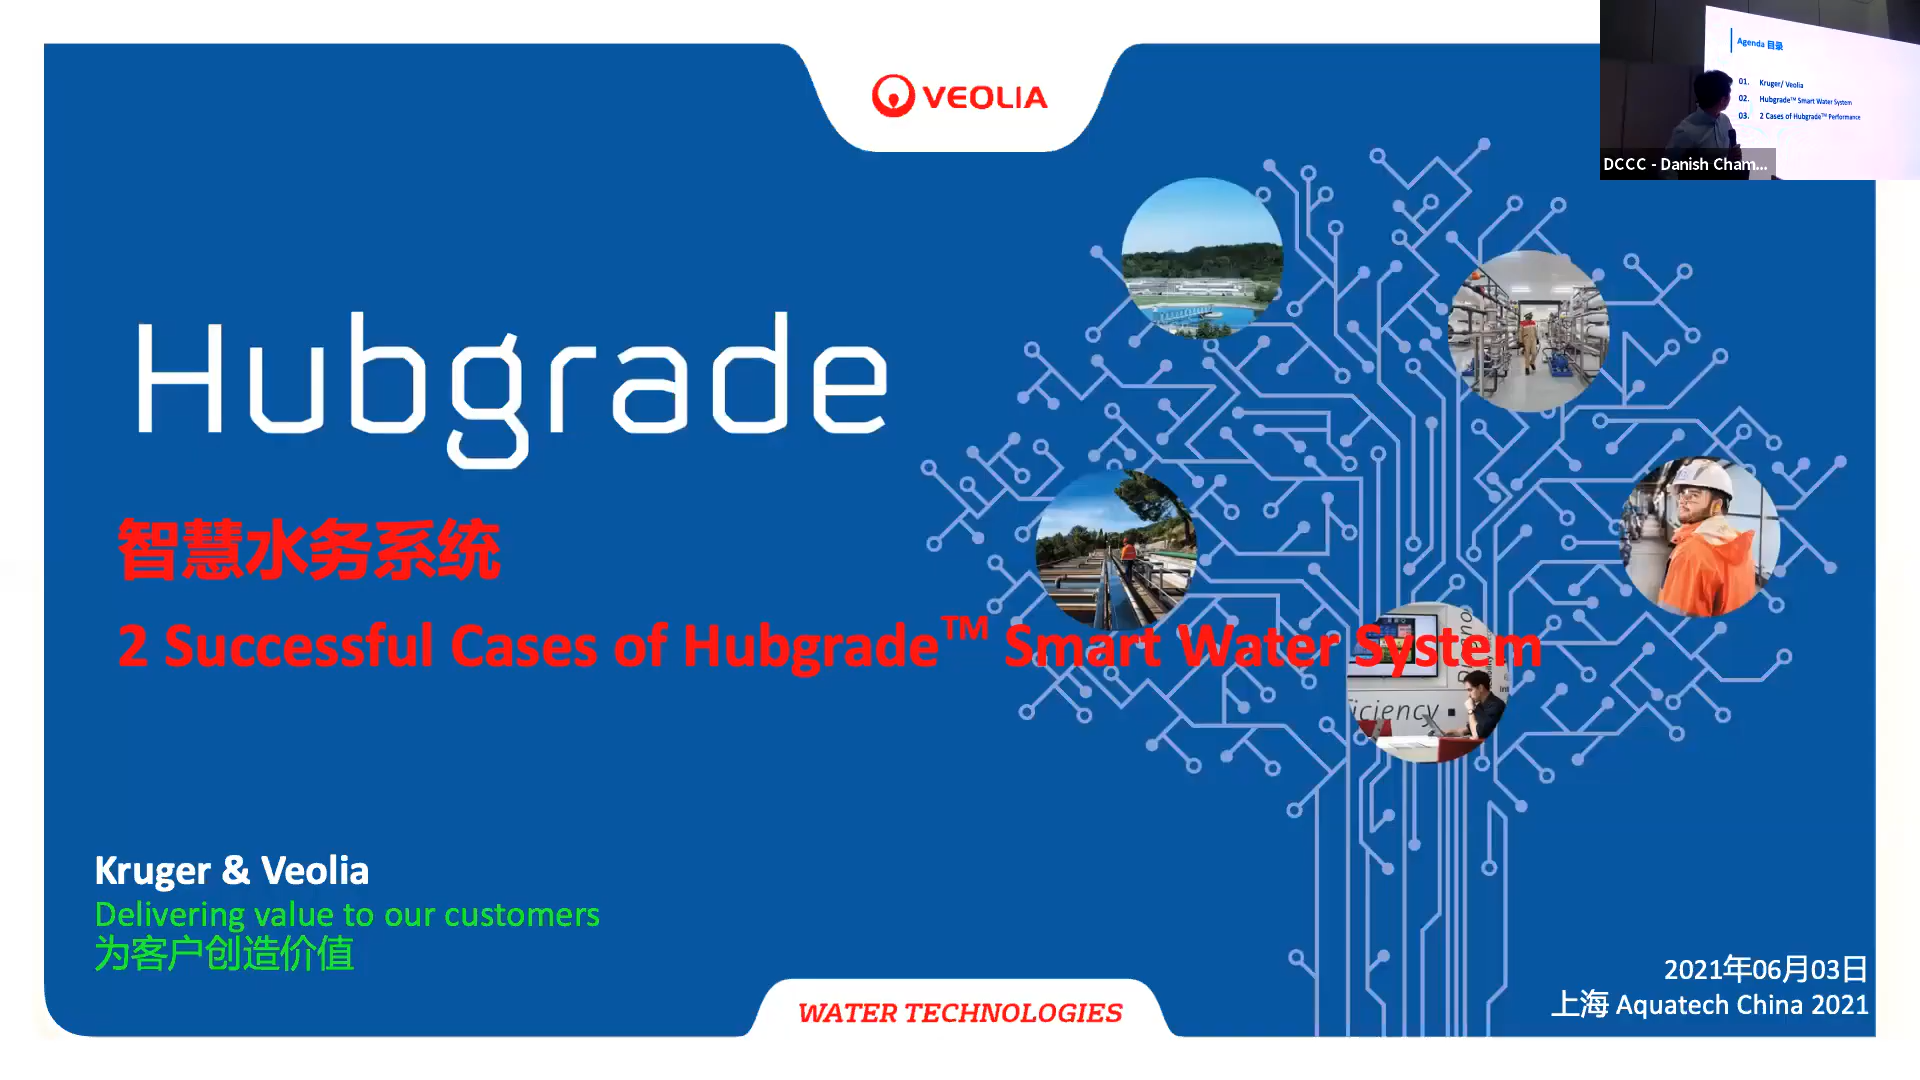 VEOLIA
Agenda 目录
01. Kruger/ Veolia
02. Hubgrade™ Smart Water System
03. 2 Cases of Hubgrade™ Performance
DCCC - Danish Cham...
Hubgrade
智慧水务系统
2 Successful Cases of Hubgrade™ Smart Water System
iciency
Kruger & Veolia
Delivering value to our customers
为客户创造价值
2021年06月03日
上海 Aquatech China 2021
WATER TECHNOLOGIES